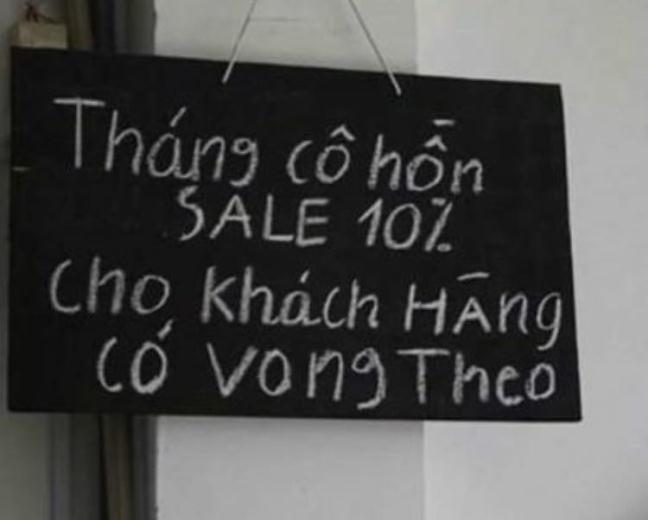 Tháng cô hồn
SALE 10%
cho khách HÀng
có vong Theo